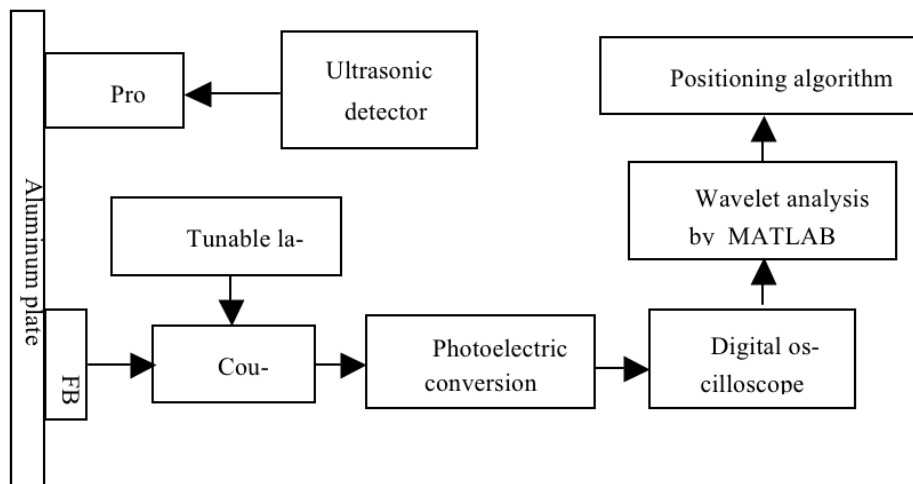 Pro
Ultrasonic
detector
Positioning algorithm
Aluminum plate
Wavelet analysis
by MATLAB
Tunable la-
FB
Cou-
Photoelectric
conversion
Digital os-
cilloscope